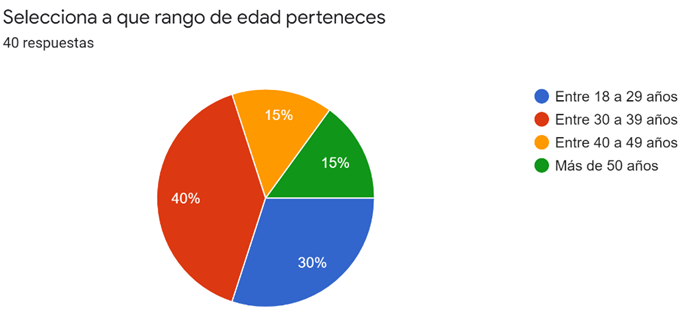 Selecciona a que rango de edad perteneces
40 respuestas
Entre 18 a 29 años
Entre 30 a 39 años
Entre 40 a 49 años
Más de 50 años
15%
15%
40%
30%